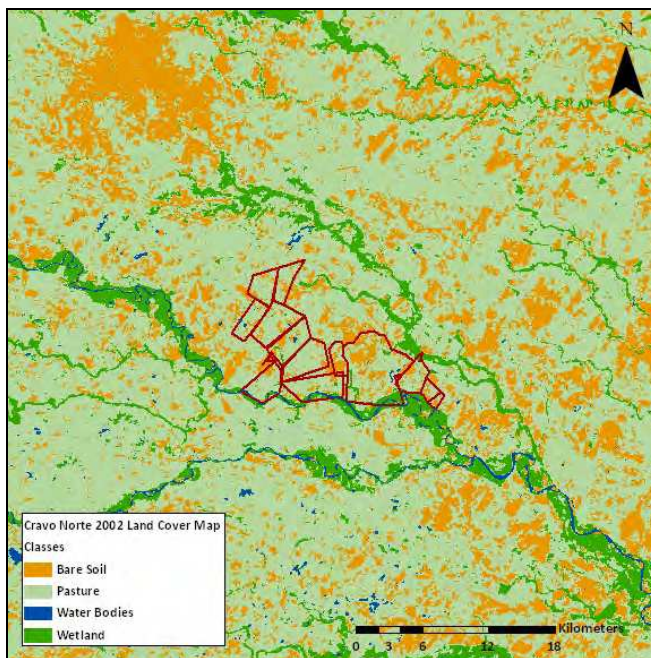 N
Cravo Norte 2002 Land Cover Map
Classes
Bare Soil
Pasture
Water Bodies
Wetland
Kilometers
0 3 6 12 18